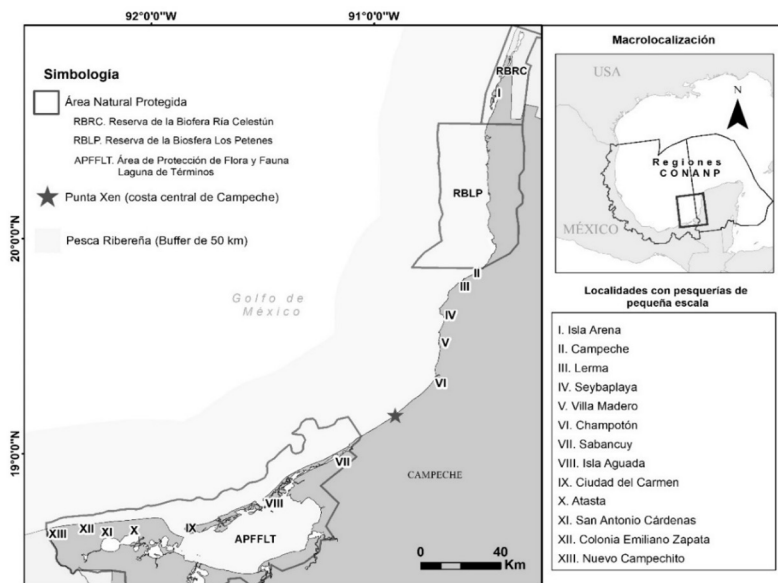 92°0'0"W
91°0'0"W
Simbología
Área Natural Protegida
RBRC. Reserva de la Biofera Ría Celestún
RBLP. Reserva de la Biosfera Los Petenes
APFFLT. Área de Protección de Flora y Fauna
Laguna de Términos
Punta Xen (costa central de Campeche)
Pesca Ribereña (Buffer de 50 km)
20°0'0"N
19°0'0"N
Golfo de
México
RBRC
I
RBLP
II
III
IV
V
VI
VII
CAMPECHE
VIII
IX
APFFLT
X
XI
XII
XIII
0
20
40
Km
Macrolocalización
USA
N
Regiones
CONANP
MÉXICO
Localidades con pesquerías de
pequeña escala
I. Isla Arena
II. Campeche
III. Lerma
IV. Seybaplaya
V. Villa Madero
VI. Champotón
VII. Sabancuy
VIII. Isla Aguada
IX. Ciudad del Carmen
X. Atasta
XI. San Antonio Cárdenas
XII. Colonia Emiliano Zapata
XIII. Nuevo Campechito